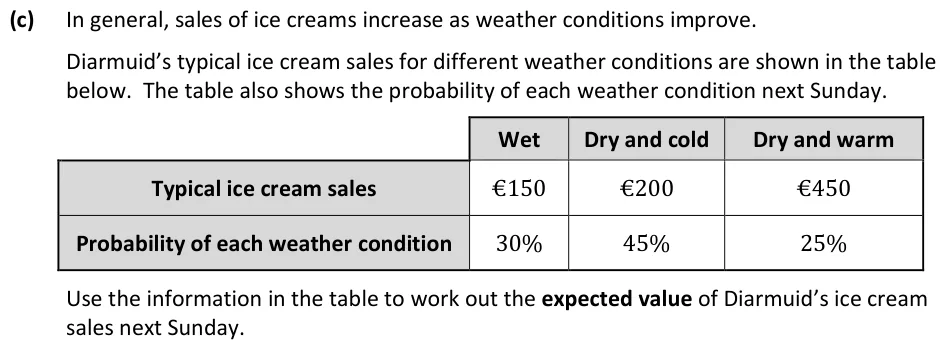 (c) In general, sales of ice creams increase as weather conditions improve.
Diarmuid’s typical ice cream sales for different weather conditions are shown in the table
below. The table also shows the probability of each weather condition next Sunday.
Wet Dry and cold Dry and warm
Typical ice cream sales €150 €200 €450
Probability of each weather condition 30% 45% 25%
Use the information in the table to work out the expected value of Diarmuid’s ice cream
sales next Sunday.